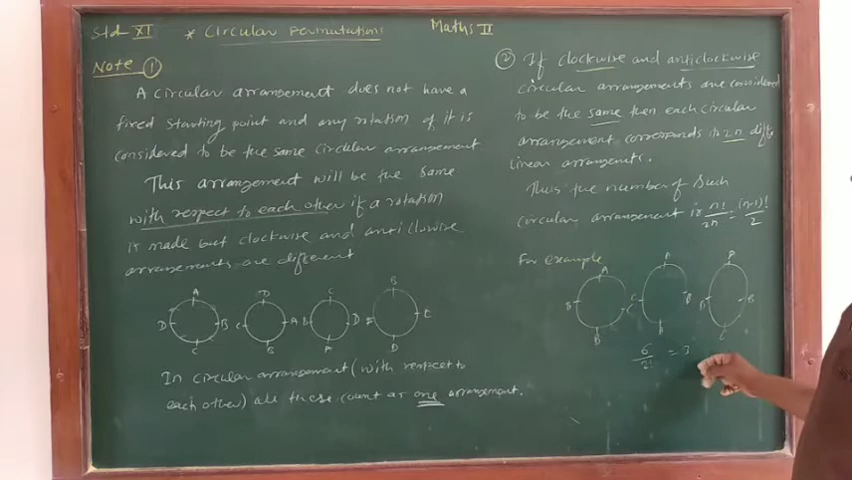 Std XI * Circular Permutations Maths II
Note ①
A circular arrangement does not have a
fixed starting point and any rotation of it is
considered to be the same circular arrangement
This arrangement will be the same
with respect to each other if a rotation
is made but clockwise and anticlockwise
arrangements are different
A
D B
C
D
C A
B
C
B D
A
B
C
D
In circular arrangement (with respect to
each other) all these count as one arrangement.
② If clockwise and anticlockwise
circular arrangements are considered
to be the same then each circular
arrangement corresponds to 2n diff
linear arrangements.
Thus the number of such
circular arrangement is n!/2n = (n-1)!/2
For example
A
B C
A
C
6/2! = 3